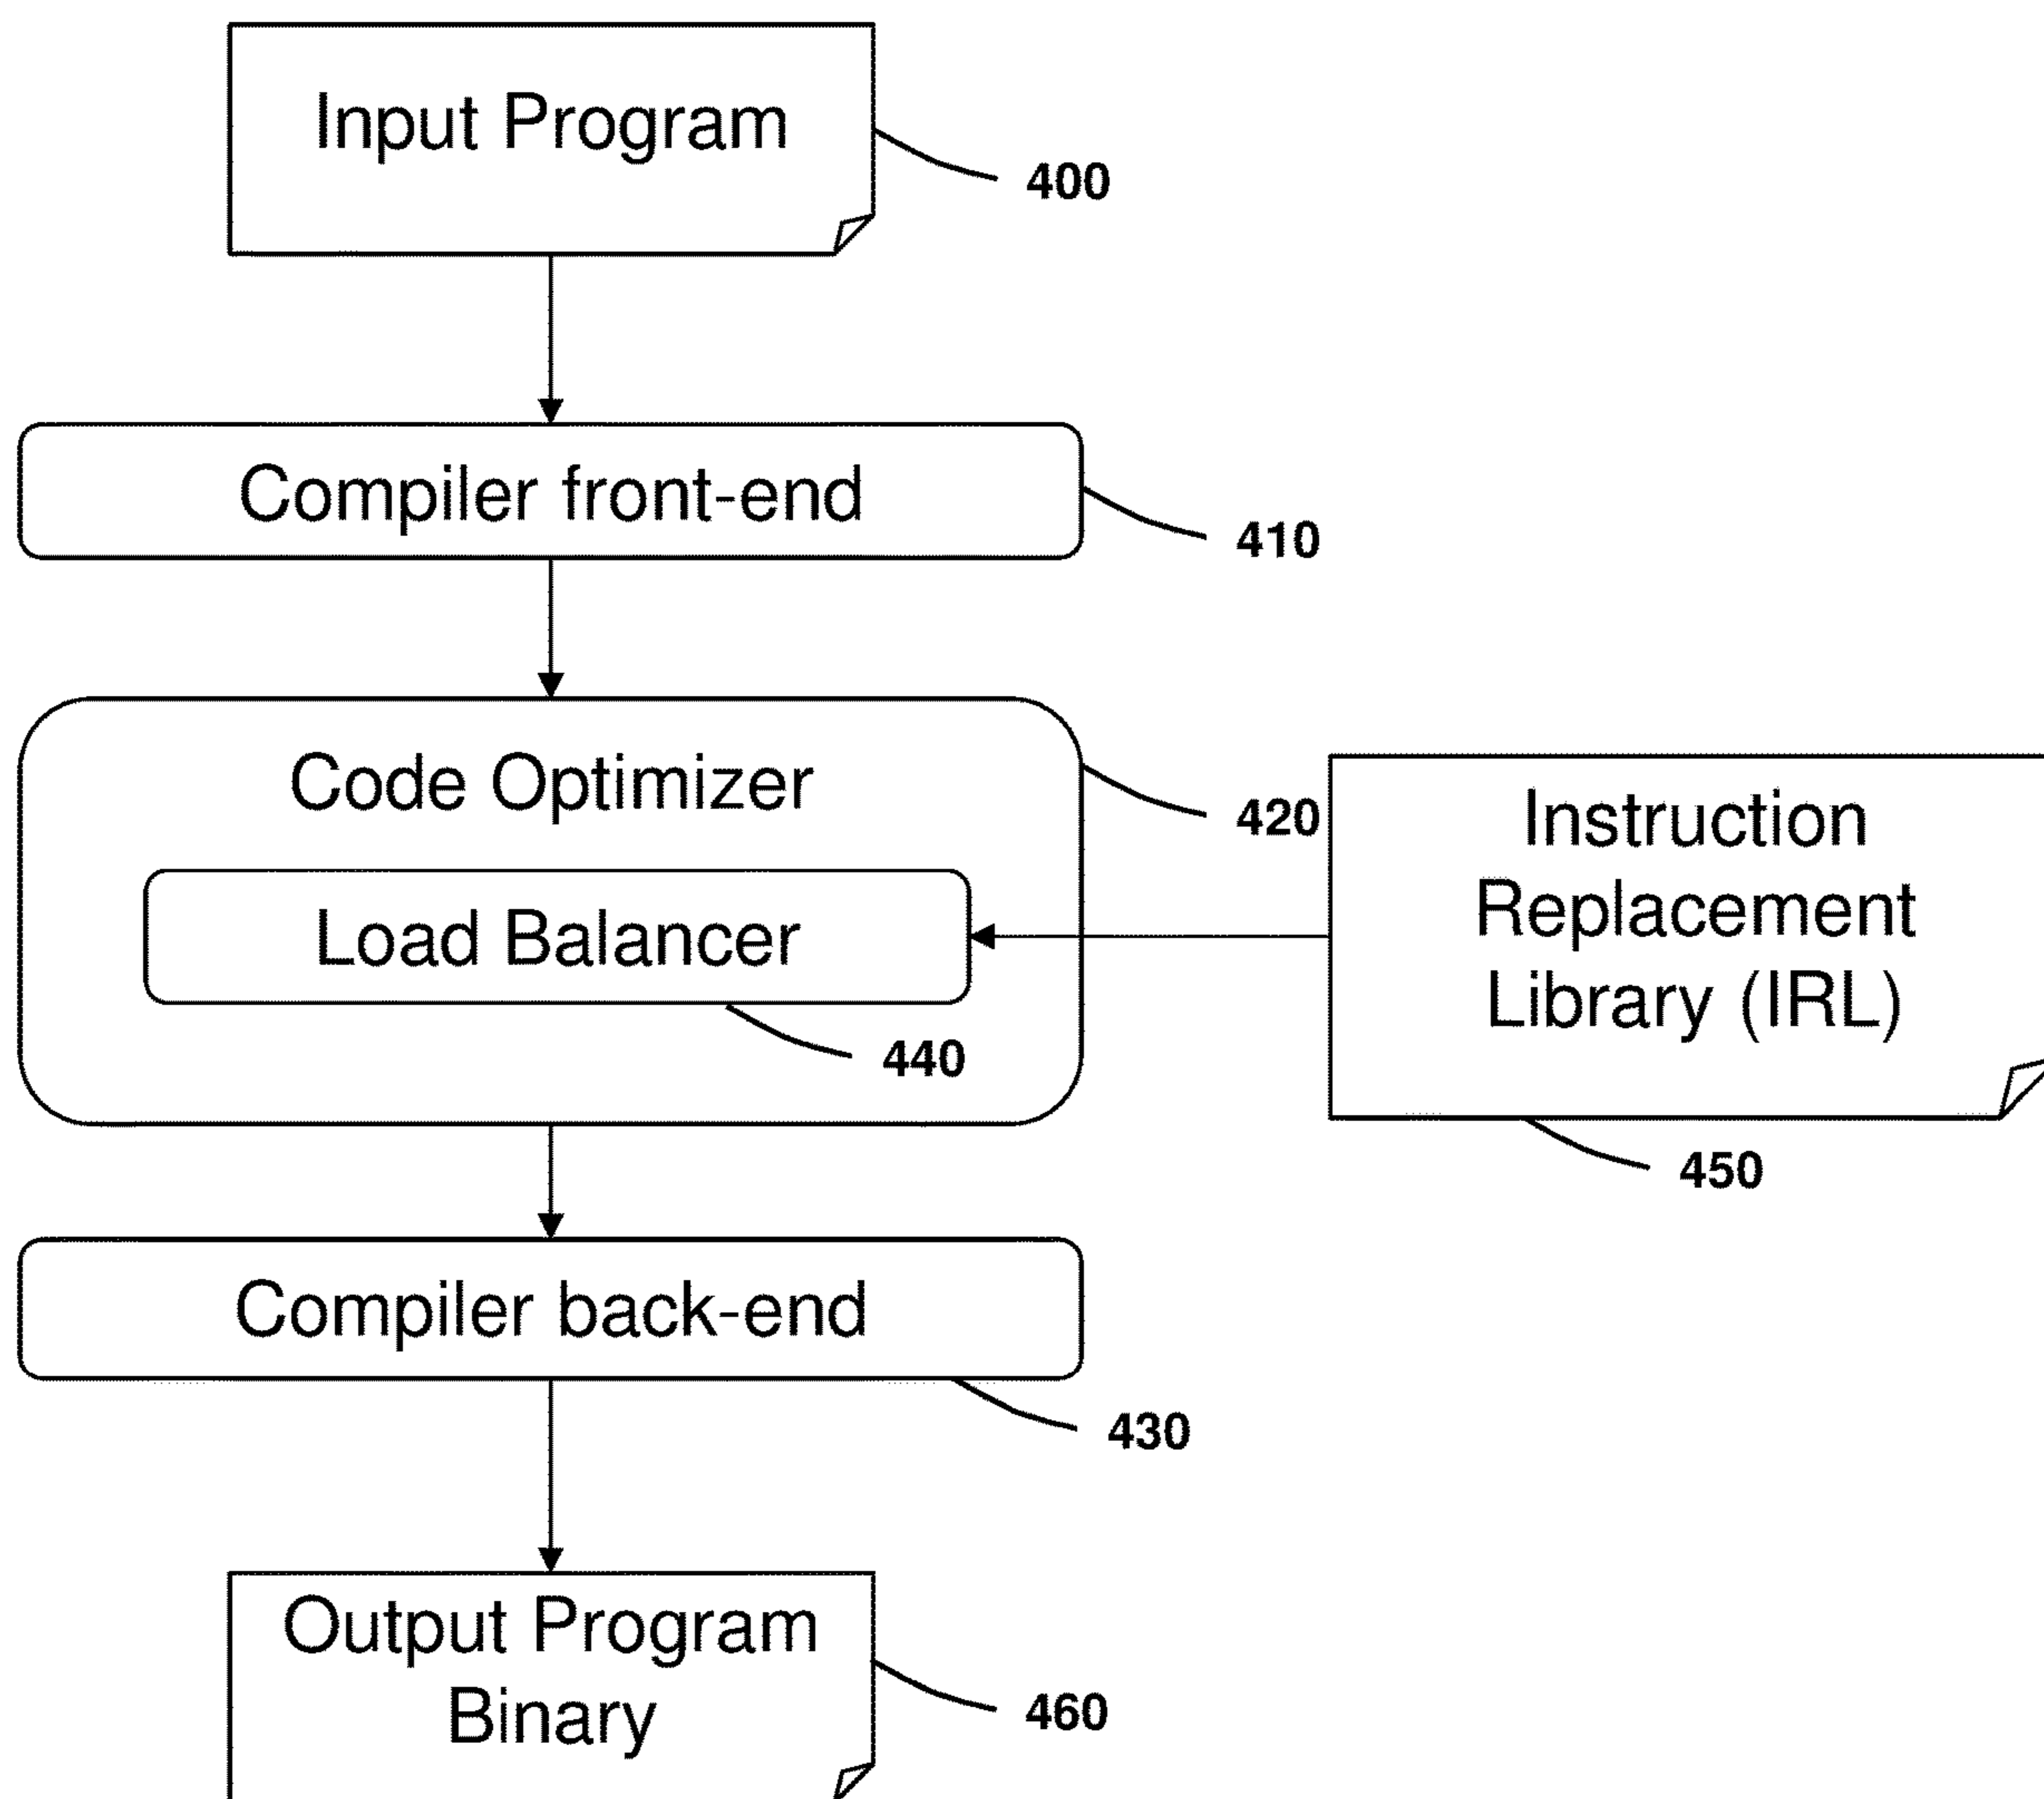 Input Program
400
Compiler front-end
410
Code Optimizer
420
Load Balancer
440
Instruction
Replacement
Library (IRL)
450
Compiler back-end
430
Output Program
Binary
460